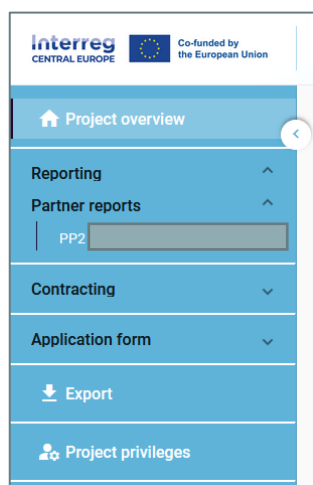 Interreg
CENTRAL EUROPE
Co-funded by
the European Union
Project overview
Reporting
Partner reports
PP2
Contracting
Application form
Export
Project privileges